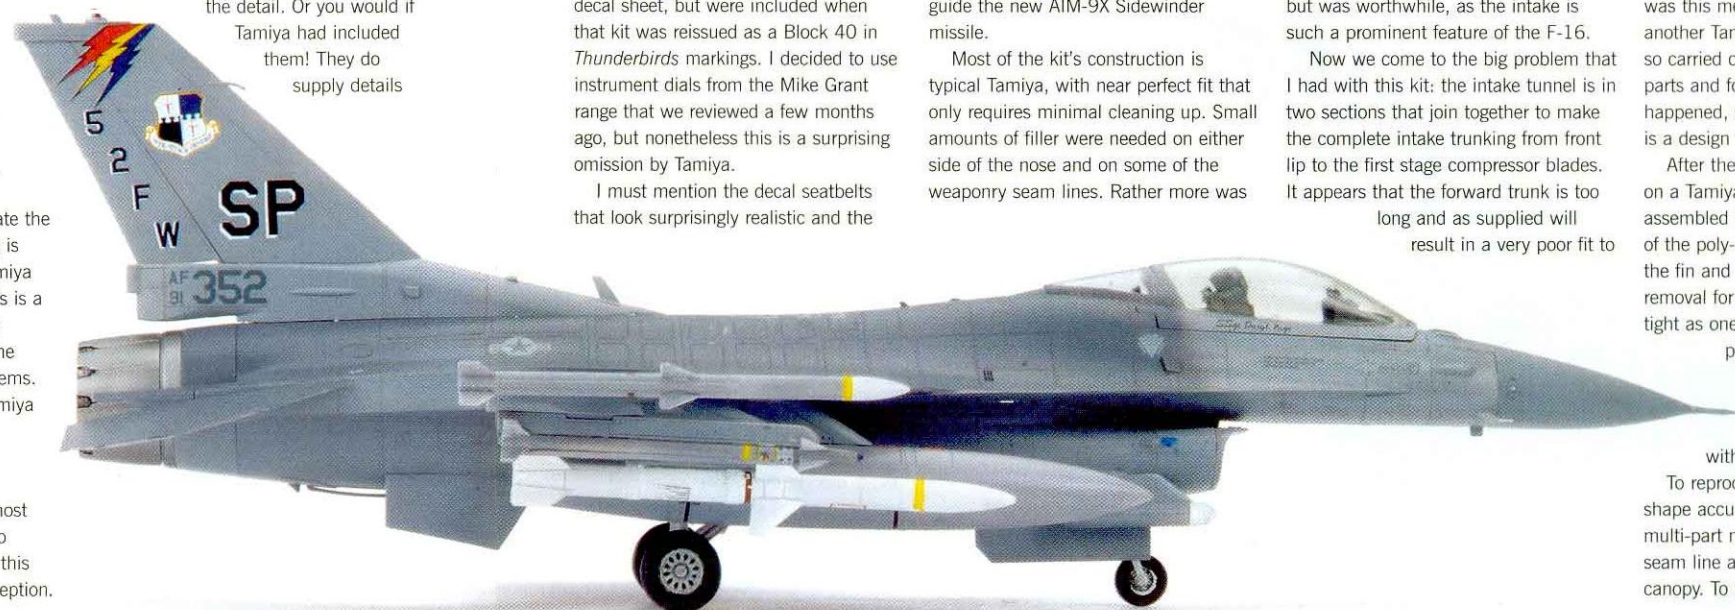 the detail. Or you would if
Tamiya had included
them! They do
supply details
ate the
is
miya
s is a
he
ems.
miya
most
o
this
eption.
decal sheet, but were included when
that kit was reissued as a Block 40 in
Thunderbirds markings. I decided to use
instrument dials from the Mike Grant
range that we reviewed a few months
ago, but nonetheless this is a surprising
omission by Tamiya.
I must mention the decal seatbelts
that look surprisingly realistic and the
guide the new AIM-9X Sidewinder
missile.
Most of the kit's construction is
typical Tamiya, with near perfect fit that
only requires minimal cleaning up. Small
amounts of filler were needed on either
side of the nose and on some of the
weaponry seam lines. Rather more was
but was worthwhile, as the intake is
such a prominent feature of the F-16.
Now we come to the big problem that
I had with this kit: the intake tunnel is in
two sections that join together to make
the complete intake trunking from front
lip to the first stage compressor blades.
It appears that the forward trunk is too
long and as supplied will
result in a very poor fit to
was this me
another Tar
so carried o
parts and fo
happened,
is a design
After the
on a Tamiya
assembled
of the poly-
the fin and
removal for
tight as one
p
with
To reprod
shape accu
multi-part m
seam line a
canopy. To
5
2
F
W
SP
AF
91 352